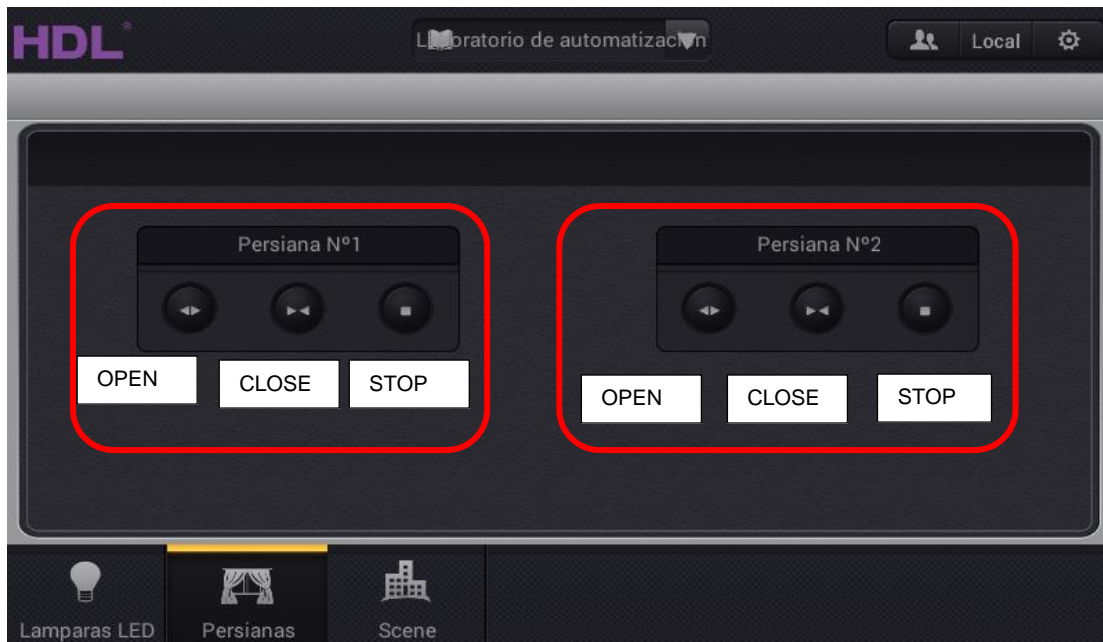 HDL®
Laboratorio de automatización
Local
Persiana Nº1
Persiana Nº2
OPEN
CLOSE
STOP
OPEN
CLOSE
STOP
Lamparas LED
Persianas
Scene